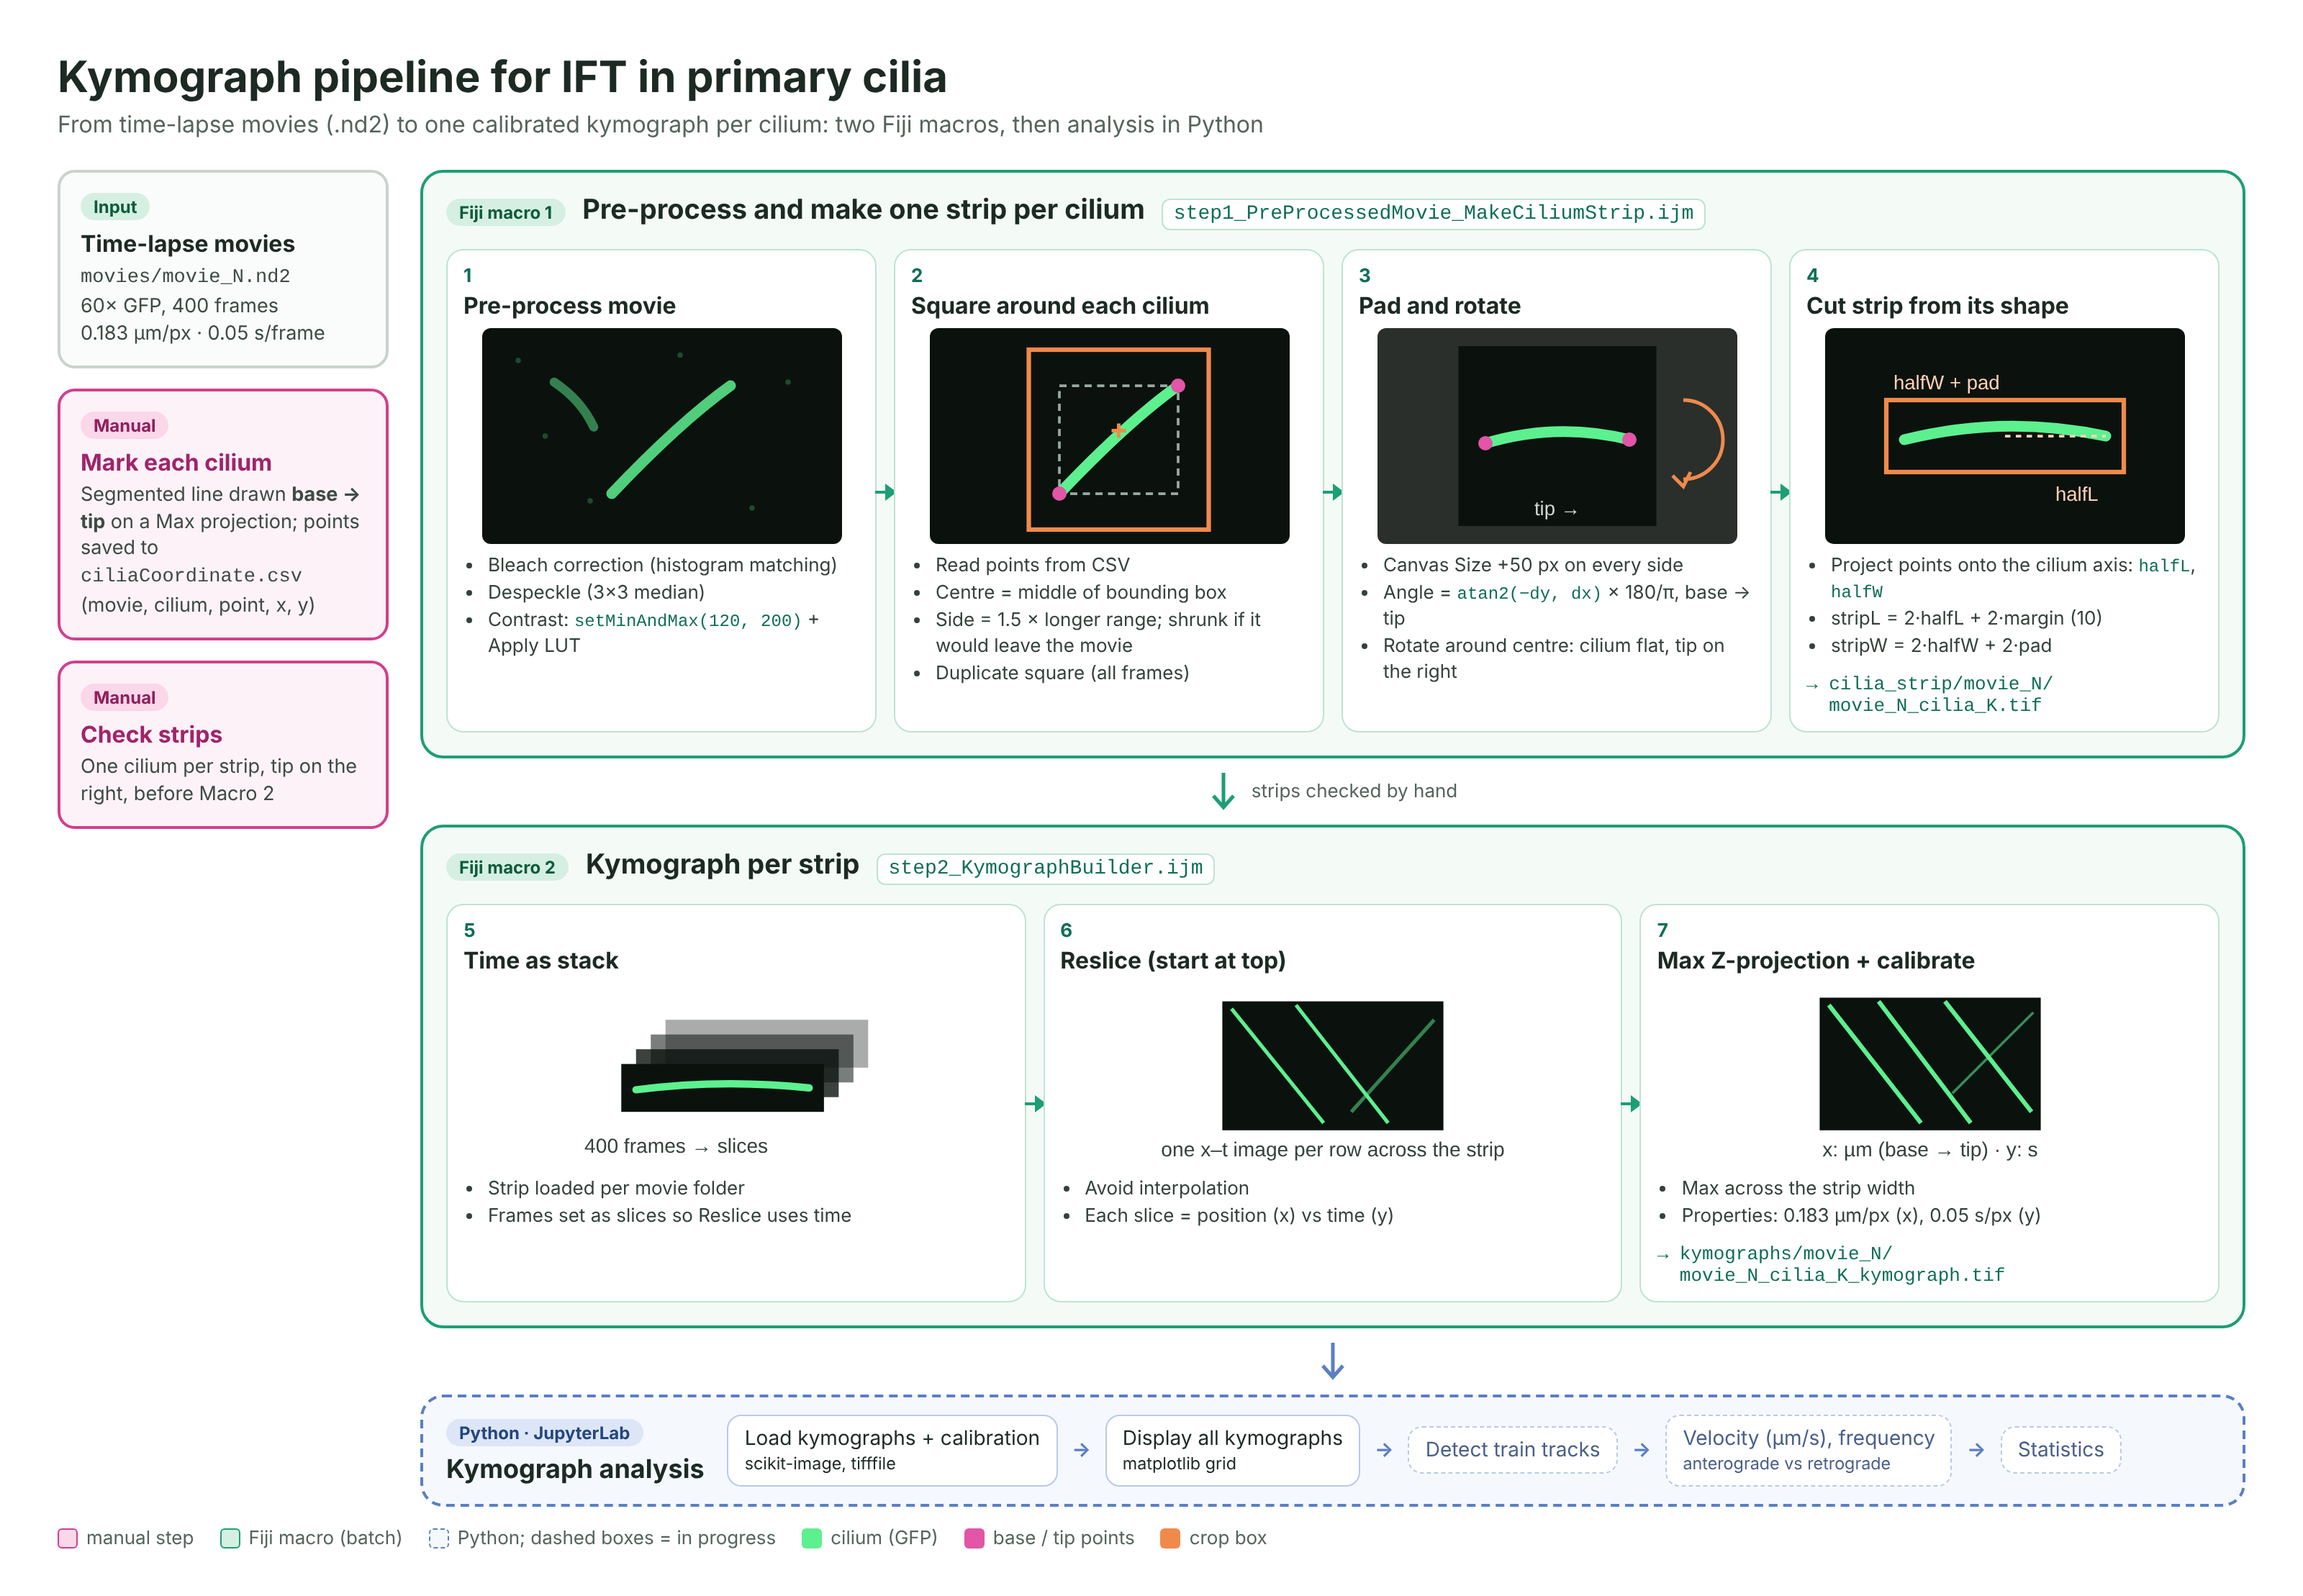 Kymograph pipeline for IFT in primary cilia
From time-lapse movies (.nd2) to one calibrated kymograph per cilium: two Fiji macros, then analysis in Python
Input
Time-lapse movies
movies/movie_N.nd2
60× GFP, 400 frames
0.183 µm/px · 0.05 s/frame
Manual
Mark each cilium
Segmented line drawn base →
tip on a Max projection; points
saved to
ciliaCoordinate.csv
(movie, cilium, point, x, y)
Manual
Check strips
One cilium per strip, tip on the
right, before Macro 2
Fiji macro 1 Pre-process and make one strip per cilium step1_PreProcessedMovie_MakeCiliumStrip.ijm
1
Pre-process movie
Bleach correction (histogram matching)
Despeckle (3×3 median)
Contrast: setMinAndMax(120, 200) +
Apply LUT
2
Square around each cilium
Read points from CSV
Centre = middle of bounding box
Side = 1.5 × longer range; shrunk if it
would leave the movie
Duplicate square (all frames)
3
Pad and rotate
tip →
Canvas Size +50 px on every side
Angle = atan2(−dy, dx) × 180/π, base →
tip
Rotate around centre: cilium flat, tip on
the right
4
Cut strip from its shape
halfW + pad
halfL
Project points onto the cilium axis: halfL,
halfW
stripL = 2·halfL + 2·margin (10)
stripW = 2·halfW + 2·pad
→ cilia_strip/movie_N/
movie_N_cilia_K.tif
strips checked by hand
Fiji macro 2 Kymograph per strip step2_KymographBuilder.ijm
5
Time as stack
400 frames → slices
Strip loaded per movie folder
Frames set as slices so Reslice uses time
6
Reslice (start at top)
one x–t image per row across the strip
Avoid interpolation
Each slice = position (x) vs time (y)
7
Max Z-projection + calibrate
x: µm (base → tip) · y: s
Max across the strip width
Properties: 0.183 µm/px (x), 0.05 s/px (y)
→ kymographs/movie_N/
movie_N_cilia_K_kymograph.tif
Python · JupyterLab
Kymograph analysis
Load kymographs + calibration
scikit-image, tifffile
→
Display all kymographs
matplotlib grid
→
Detect train tracks
→
Velocity (µm/s), frequency
anterograde vs retrograde
→
Statistics
manual step
Fiji macro (batch)
Python; dashed boxes = in progress
cilium (GFP)
base / tip points
crop box